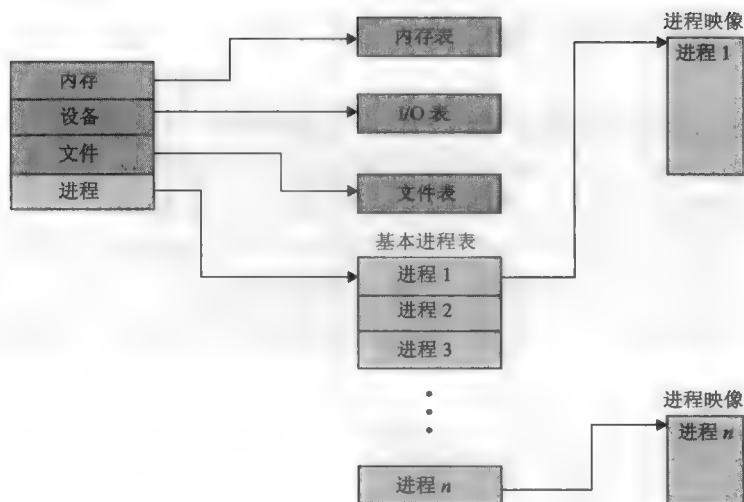 内存
设备
文件
进程
内存表
I/O 表
文件表
基本进程表
进程 1
进程 2
进程 3
进程 n
进程映像
进程 1
进程映像
进程 n